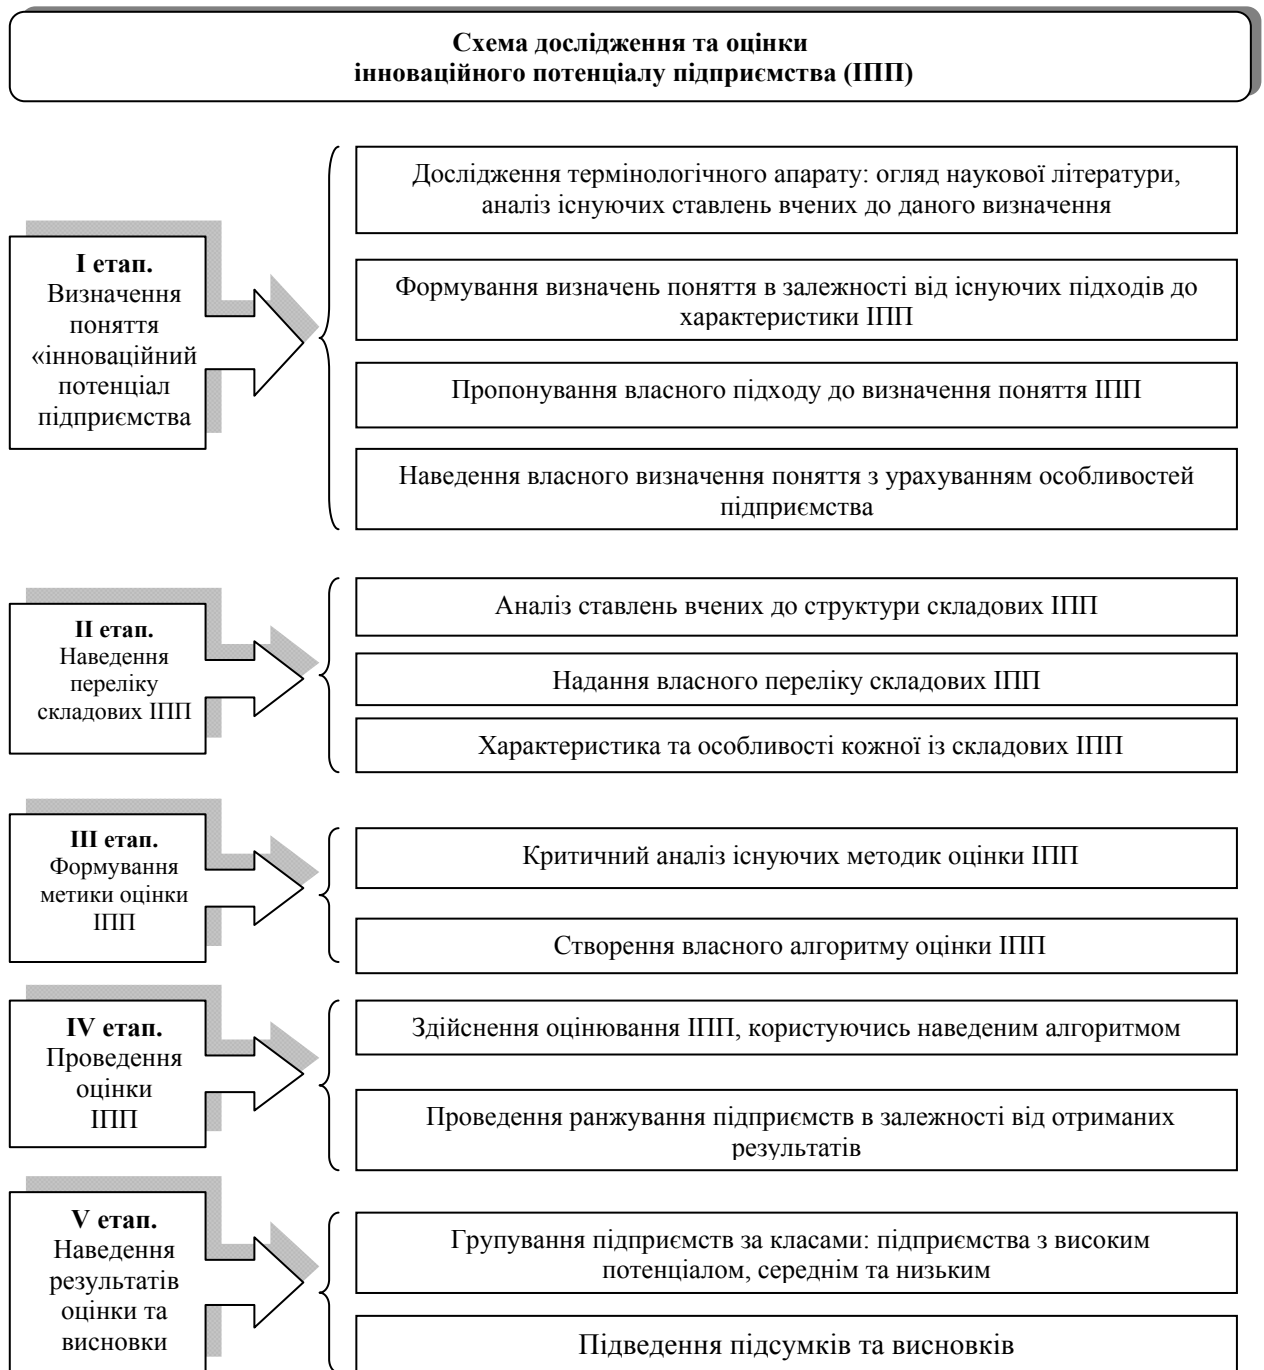 Схема дослідження та оцінки
інноваційного потенціалу підприємства (ІПП)
І етап.
Визначення
поняття
«інноваційний
потенціал
підприємства
Дослідження термінологічного апарату: огляд наукової літератури,
аналіз існуючих ставлень вчених до даного визначення
Формування визначень поняття в залежності від існуючих підходів до
характеристики ІПП
Пропонування власного підходу до визначення поняття ІПП
Наведення власного визначення поняття з урахуванням особливостей
підприємства
ІІ етап.
Наведення
переліку
складових ІПП
Аналіз ставлень вчених до структури складових ІПП
Надання власного переліку складових ІПП
Характеристика та особливості кожної із складових ІПП
ІІІ етап.
Формування
метики оцінки
ІПП
Критичний аналіз існуючих методик оцінки ІПП
Створення власного алгоритму оцінки ІПП
IV етап.
Проведення
оцінки
ІПП
Здійснення оцінювання ІПП, користуючись наведеним алгоритмом
Проведення ранжування підприємств в залежності від отриманих
результатів
V етап.
Наведення
результатів
оцінки та
висновки
Групування підприємств за класами: підприємства з високим
потенціалом, середнім та низьким
Підведення підсумків та висновків